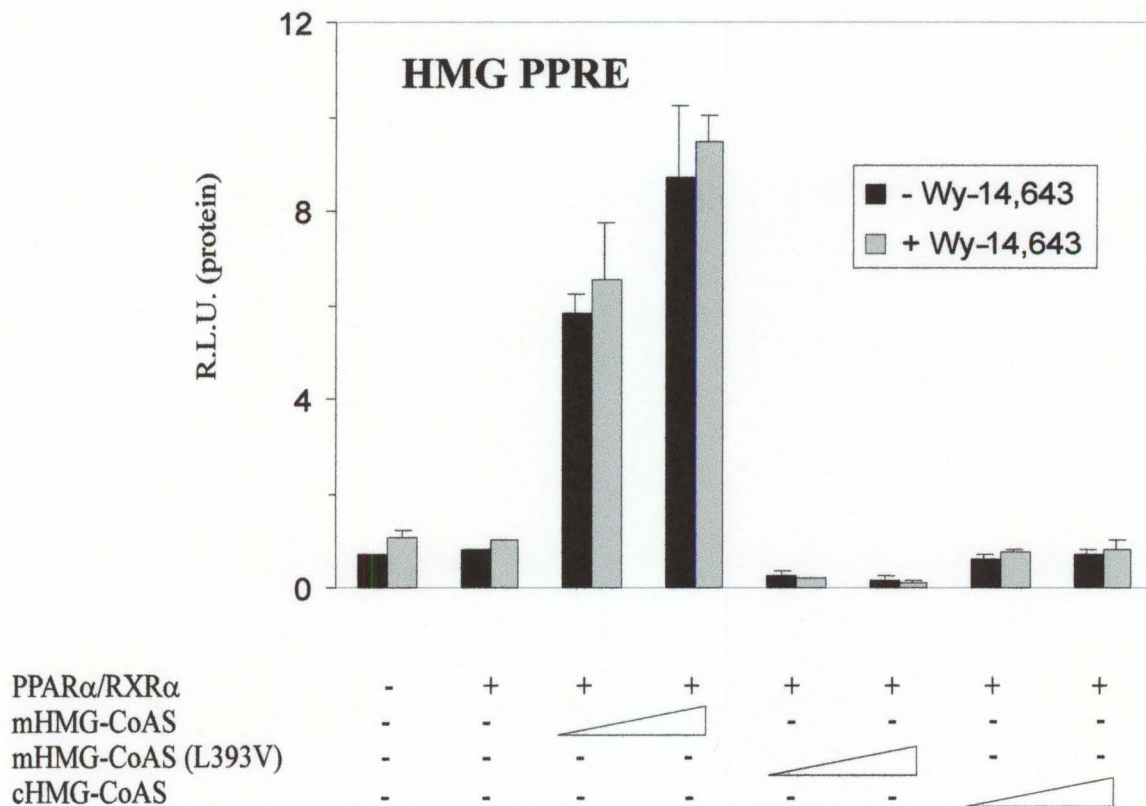 12
HMG PPRE
8
4
0
R.L.U. (protein)
- Wy-14,643
+ Wy-14,643
PPARα/RXRα - + + + + + + +
mHMG-CoAS - - - - - -
mHMG-CoAS (L393V) - - - - - -
cHMG-CoAS - - - - - -